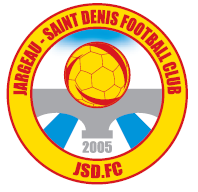 JARGEAU - SAINT DENIS FOOTBALL CLUB
2005
JSD.FC